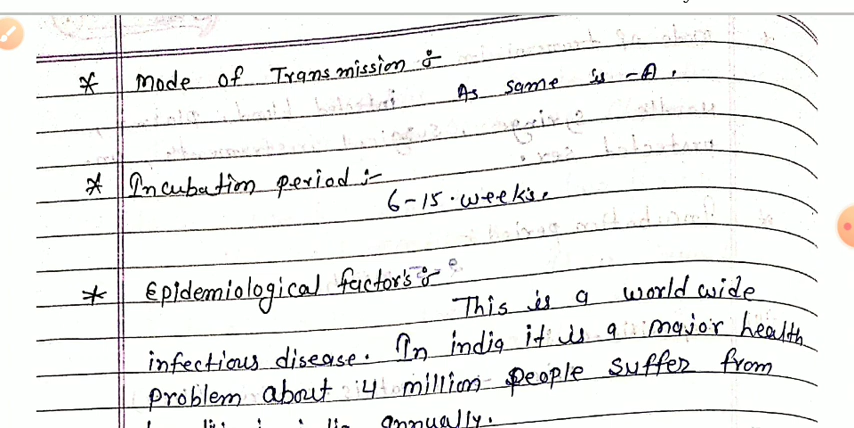 * Mode of Transmission :-
As same is -A.
* Incubation period :-
6-15. weeks.
* Epidemiological factor's :-
This is a world wide
infectious disease. In india it is a major health
problem about 4 million people suffer from
annually.